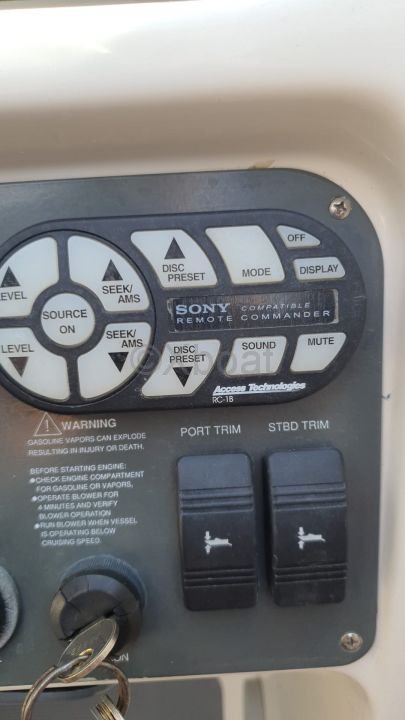 OFF
DISC
PRESET
MODE
DISPLAY
LEVEL
SEEK/
AMS
SOURCE
ON
SONY COMPATIBLE
REMOTE COMMANDER
LEVEL
SEEK/
AMS
DISC
PRESET
SOUND
MUTE
Access Technologies
RC-18
WARNING
GASOLINE VAPORS CAN EXPLODE
RESULTING IN INJURY OR DEATH.
BEFORE STARTING ENGINE:
●CHECK ENGINE COMPARTMENT
FOR GASOLINE OR VAPORS,
●OPERATE BLOWER FOR
4 MINUTES AND VERIFY
BLOWER OPERATION
●RUN BLOWER WHEN VESSEL
IS OPERATING BELOW
CRUISING SPEED.
PORT TRIM
STBD TRIM